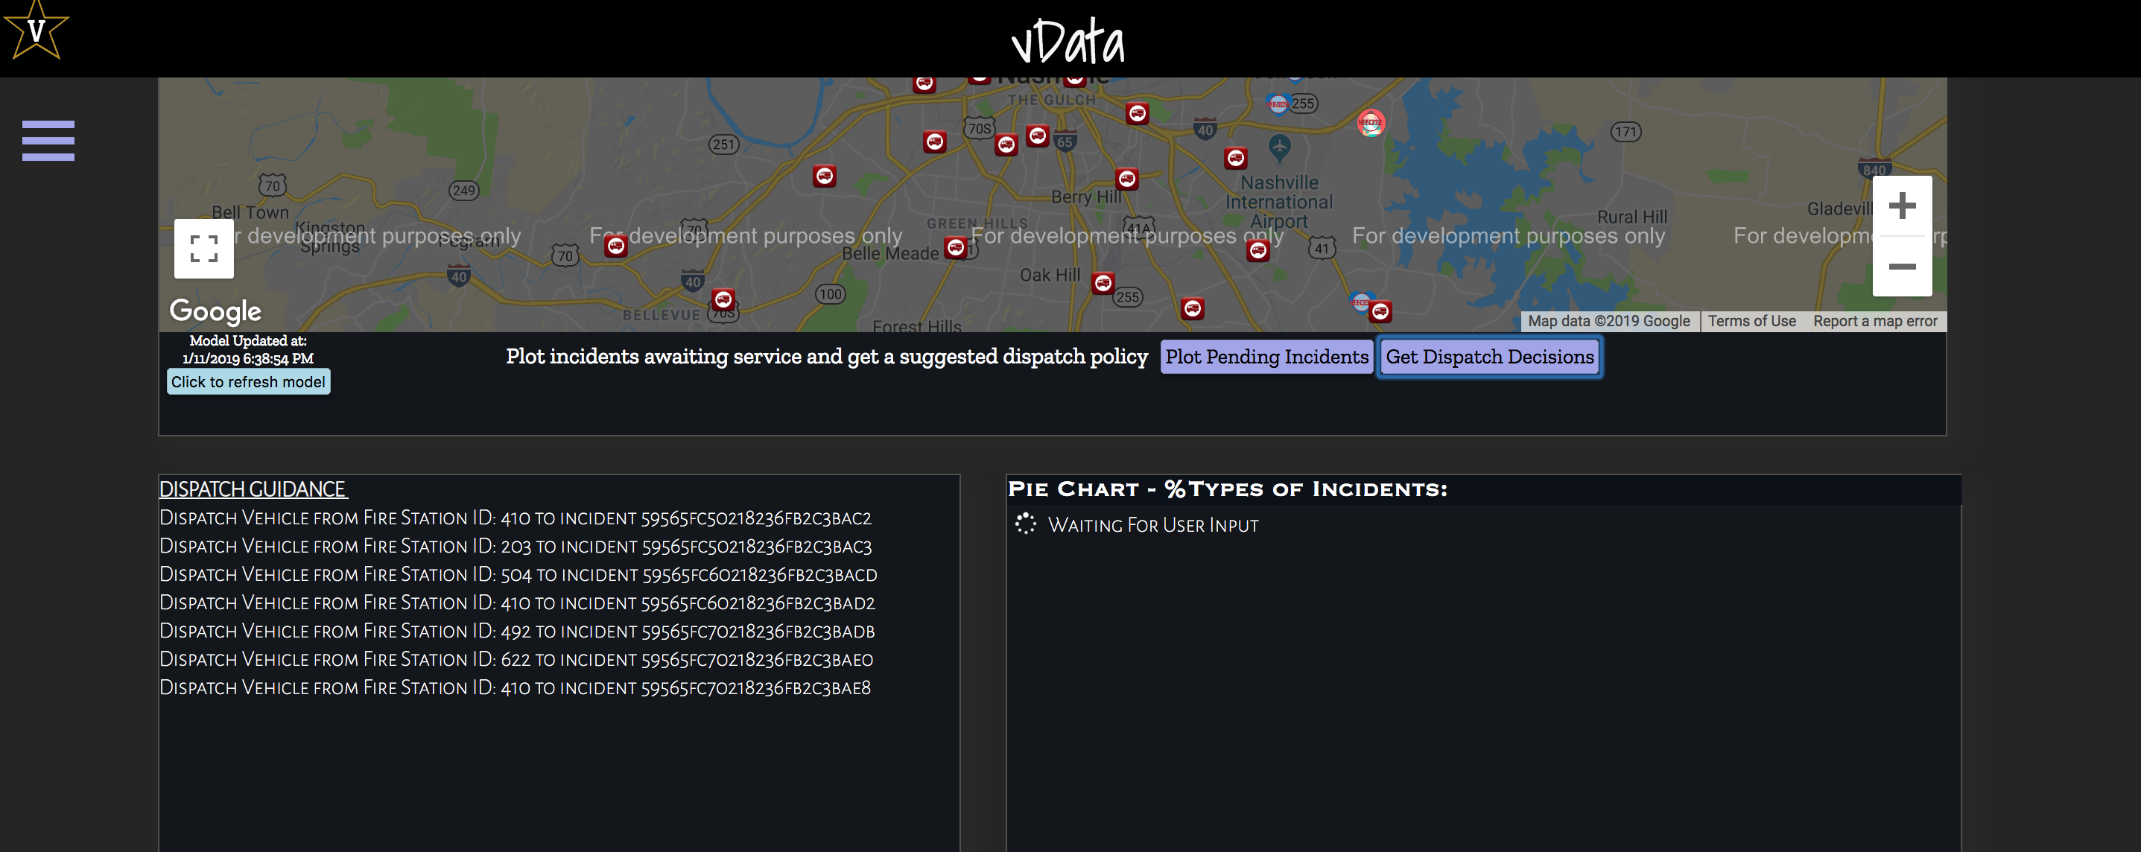 V
vData
Nashville
THE GULCH
255
70S
40
171
251
65
840
70
249
Nashville
International
Airport
Bell Town
Berry Hill
Rural Hill
Gladevill
Kingston
Springs
GREEN HILLS
41A
70
For development purposes only
For development purposes only
For development purposes only
For development purposes only
Pegram
Belle Meade
41
70
40
40
Oak Hill
100
255
BELLEVUE
70S
Forest Hills
Google
Map data ©2019 Google
Terms of Use
Report a map error
Model Updated at:
1/11/2019 6:38:54 PM
Click to refresh model
Plot incidents awaiting service and get a suggested dispatch policy
Plot Pending Incidents
Get Dispatch Decisions
DISPATCH GUIDANCE
Dispatch Vehicle from Fire Station ID: 410 to incident 59565fc50218236fb2c3bac2
Dispatch Vehicle from Fire Station ID: 203 to incident 59565fc50218236fb2c3bac3
Dispatch Vehicle from Fire Station ID: 504 to incident 59565fc60218236fb2c3bacd
Dispatch Vehicle from Fire Station ID: 410 to incident 59565fc60218236fb2c3bad2
Dispatch Vehicle from Fire Station ID: 492 to incident 59565fc70218236fb2c3badb
Dispatch Vehicle from Fire Station ID: 622 to incident 59565fc70218236fb2c3bae0
Dispatch Vehicle from Fire Station ID: 410 to incident 59565fc70218236fb2c3bae8
Pie Chart - %Types of Incidents:
Waiting For User Input